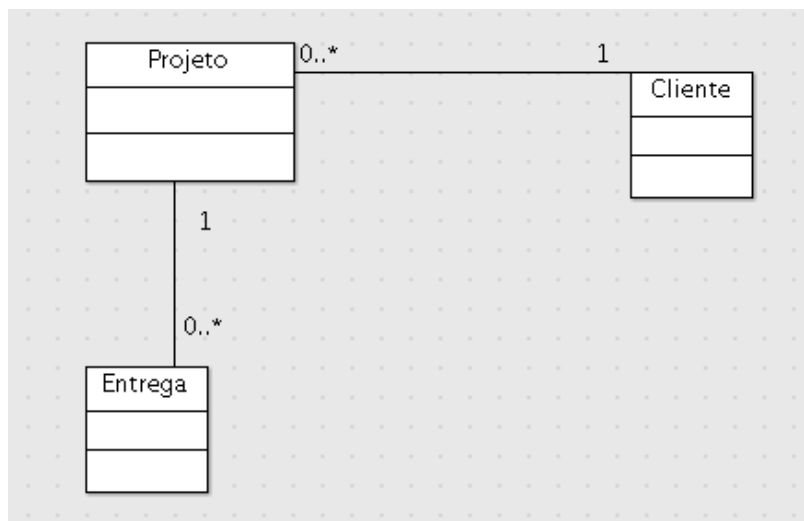 Projeto
0..*
1
Cliente
1
0..*
Entrega